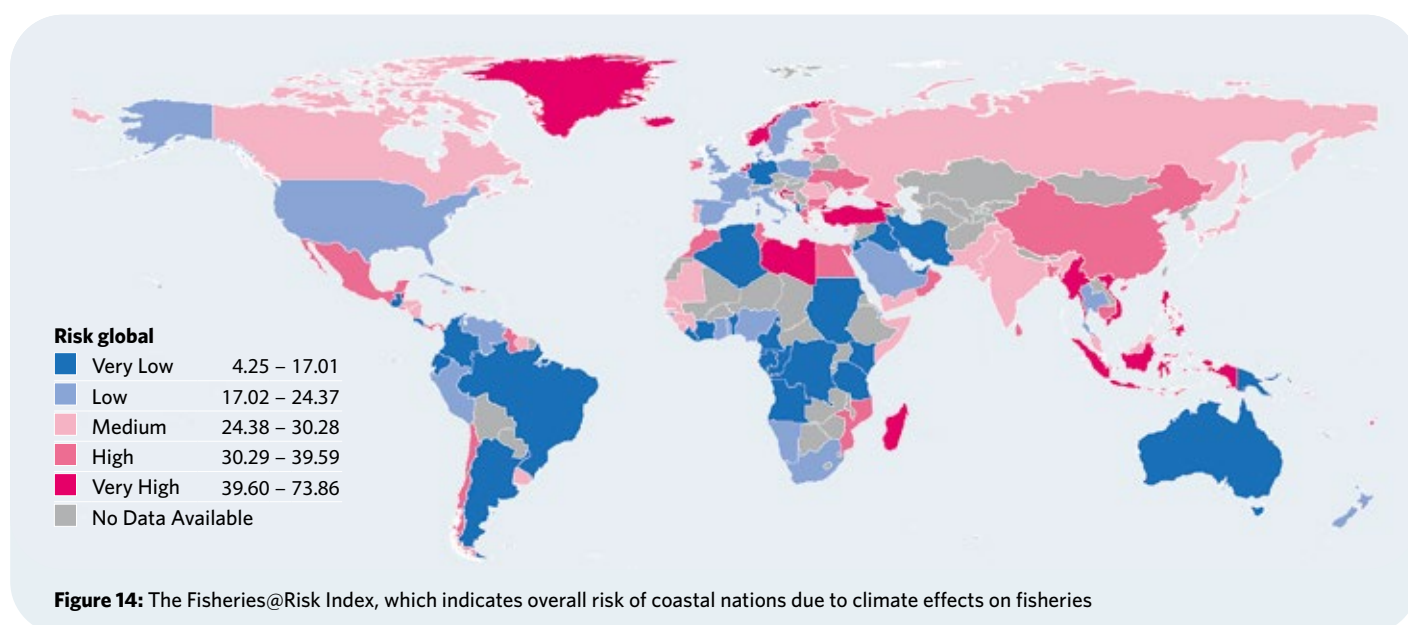 Risk global
Very Low 4.25 – 17.01
Low 17.02 – 24.37
Medium 24.38 – 30.28
High 30.29 – 39.59
Very High 39.60 – 73.86
No Data Available
Figure 14: The Fisheries@Risk Index, which indicates overall risk of coastal nations due to climate effects on fisheries